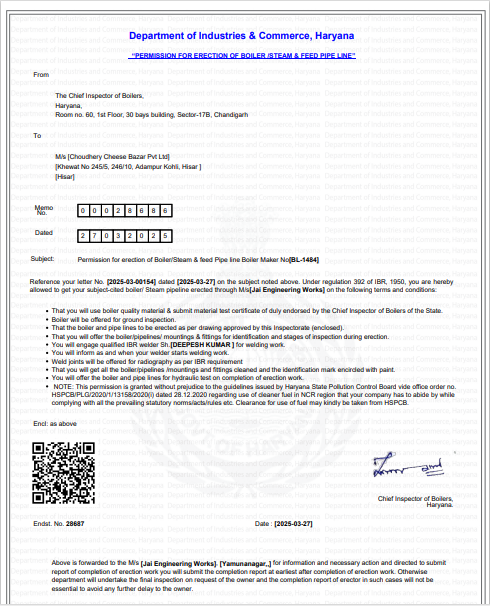 Department of Industries & Commerce, Haryana
"PERMISSION FOR ERECTION OF BOILER /STEAM & FEED PIPE LINE"
From
The Chief Inspector of Boilers,
Haryana,
Room no. 60, 1st Floor, 30 bays building, Sector-17B, Chandigarh
To
M/s [Choudhery Cheese Bazar Pvt Ltd]
[Khewat No 245/5, 246/10, Adampur Kohli, Hisar ]
[Hisar]
Memo No. 0 0 0 2 8 6 8 6
Dated 2 7 0 3 2 0 2 5
Subject: Permission for erection of Boiler/Steam & feed Pipe line Boiler Maker No[BL-1484]
Reference your letter No. [2025-03-00154] dated [2025-03-27] on the subject noted above. Under regulation 392 of IBR, 1950, you are hereby
allowed to get your subject-cited boiler/ Steam pipeline erected through M/s[Jai Engineering Works] on the following terms and conditions:
• That you will use boiler quality material & submit material test certificate of duly endorsed by the Chief Inspector of Boilers of the State.
• Boiler will be offered for ground inspection.
• That the boiler and pipe lines to be erected as per drawing approved by this Inspectorate (enclosed).
• That you will offer the boiler/pipelines/ mountings & fittings for identification and stages of inspection during erection.
• You will engage qualified IBR welder Sh.[DEEPESH KUMAR ] for welding work.
• You will inform as and when your welder starts welding work.
• Weld joints will be offered for radiography as per IBR requirement
• That you will get all the boiler/pipelines /mountings and fittings cleaned and the identification mark encirded with paint.
• You will offer the boiler and pipe lines for hydraulic test on completion of erection work.
• NOTE: This permission is granted without prejudice to the guidelines issued by Haryana State Pollution Control Board vide office order no.
HSPCB/PLG/2020/1/13158/2020(i) dated 28.12.2020 regarding use of cleaner fuel in NCR region that your company has to abide by while
complying with all the prevailing statutory norms/acts/rules etc. Clearance for use of fuel may kindly be taken from HSPCB.
Encl: as above
Chief Inspector of Boilers,
Haryana.
Endst. No. 28687 Date : [2025-03-27]
Above is forwarded to the M/s [Jai Engineering Works], [Yamunanagar,,] for information and necessary action and directed to submit
report of completion of erection work you will submit the completion report at earliest after completion of erection work. Otherwise
department will undertake the final inspection on request of the owner and the completion report of erector in such cases will not be
essential to avoid any further delay to the owner.